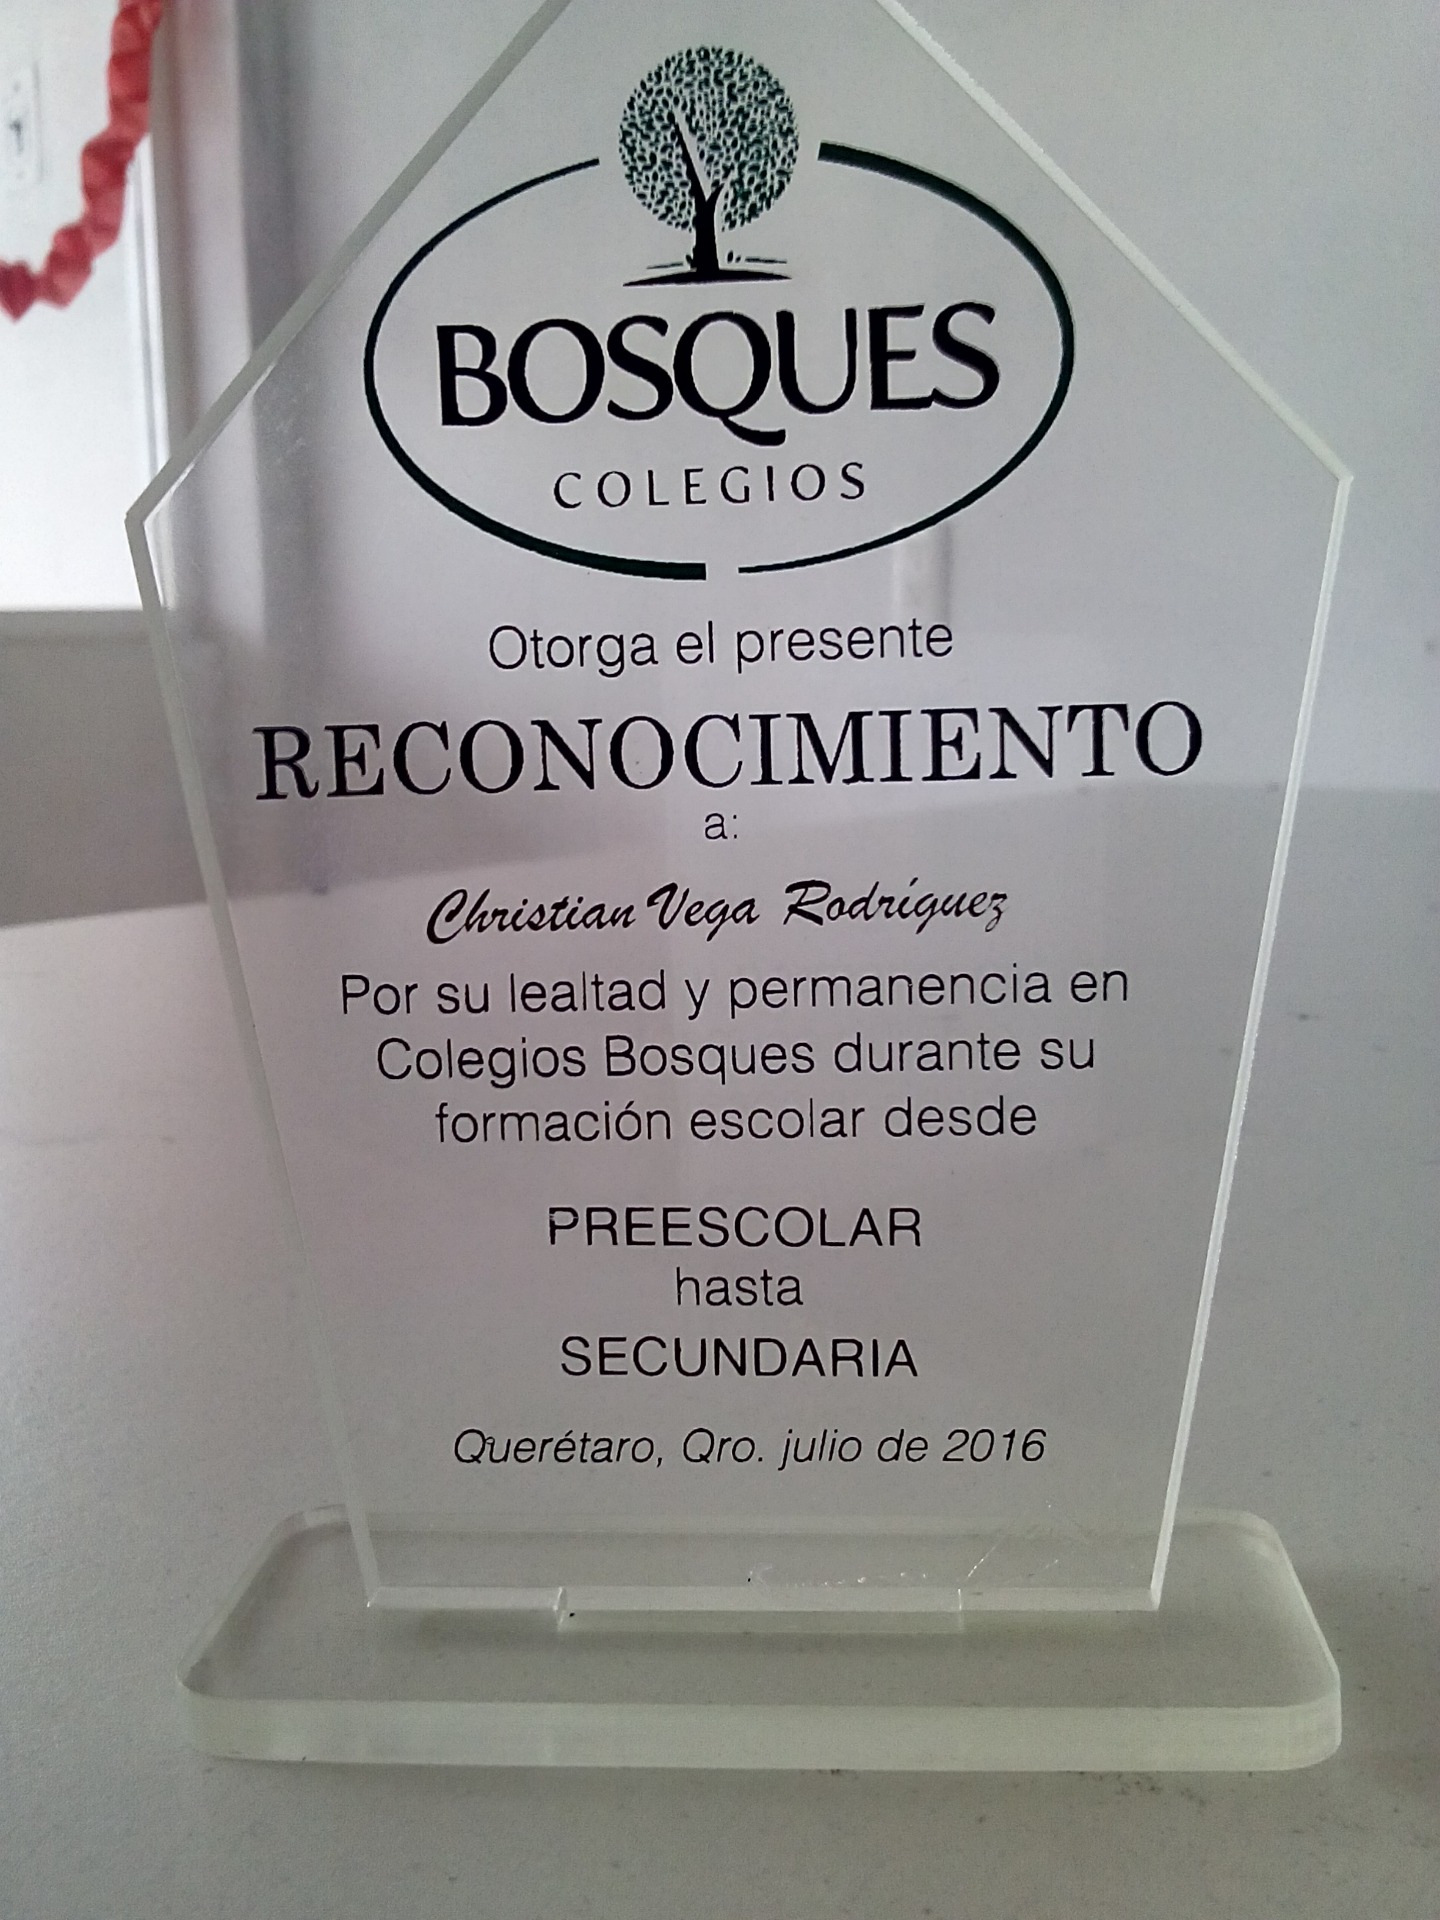 BOSQUES
COLEGIOS
Otorga el presente
RECONOCIMIENTO
a:
Christian Vega Rodríguez
Por su lealtad y permanencia en
Colegios Bosques durante su
formación escolar desde
PREESCOLAR
hasta
SECUNDARIA
Querétaro, Qro. julio de 2016